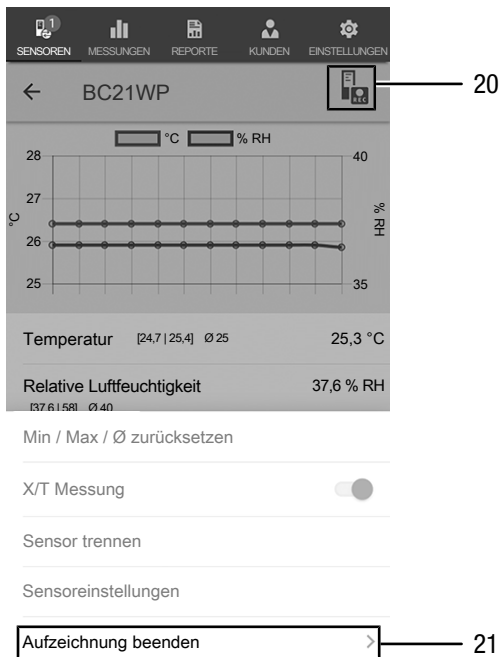 1
SENSOREN MESSUNGEN REPORTE KUNDEN EINSTELLUNGEN
BC21WP
REC
20
°C % RH
28 40
27
°C % RH
26
25 35
Temperatur [24,7 | 25,4] Ø 25 25,3 °C
Relative Luftfeuchtigkeit 37,6 % RH
[37,6 | 58] Ø 40
Min / Max / Ø zurücksetzen
X/T Messung
Sensor trennen
Sensoreinstellungen
Aufzeichnung beenden 21